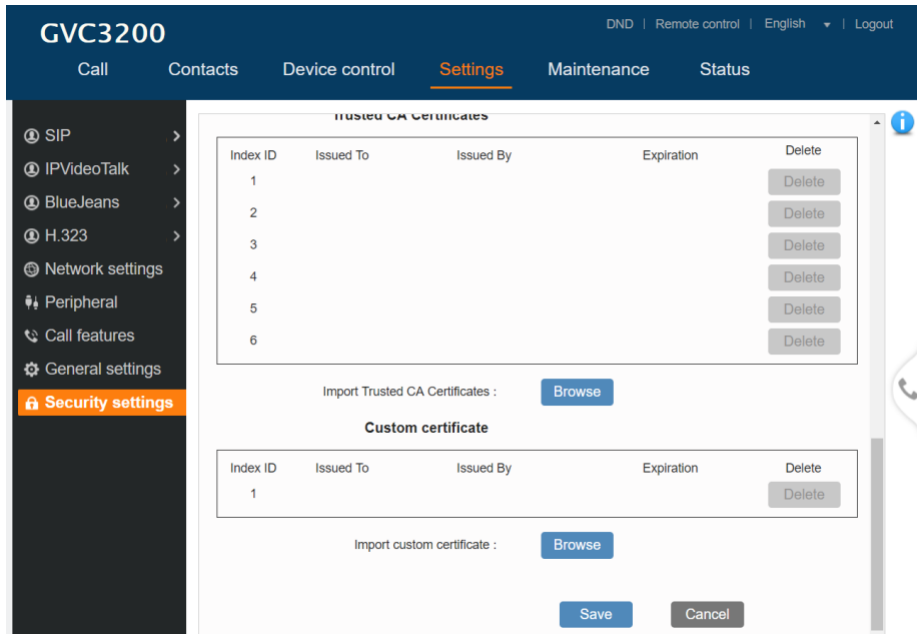 GVC3200
DND | Remote control | English | Logout
Call Contacts Device control Settings Maintenance Status
SIP
IPVideoTalk
BlueJeans
H.323
Network settings
Peripheral
Call features
General settings
Security settings
Trusted CA Certificates
Index ID Issued To Issued By Expiration Delete
1 Delete
2 Delete
3 Delete
4 Delete
5 Delete
6 Delete
Import Trusted CA Certificates : Browse
Custom certificate
Index ID Issued To Issued By Expiration Delete
1 Delete
Import custom certificate : Browse
Save Cancel